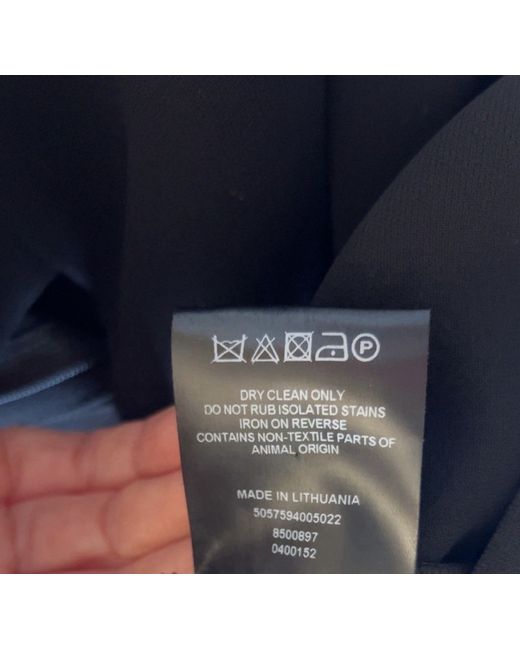 P
DRY CLEAN ONLY
DO NOT RUB ISOLATED STAINS
IRON ON REVERSE
CONTAINS NON-TEXTILE PARTS OF
ANIMAL ORIGIN
MADE IN LITHUANIA
5057594005022
8500897
0400152